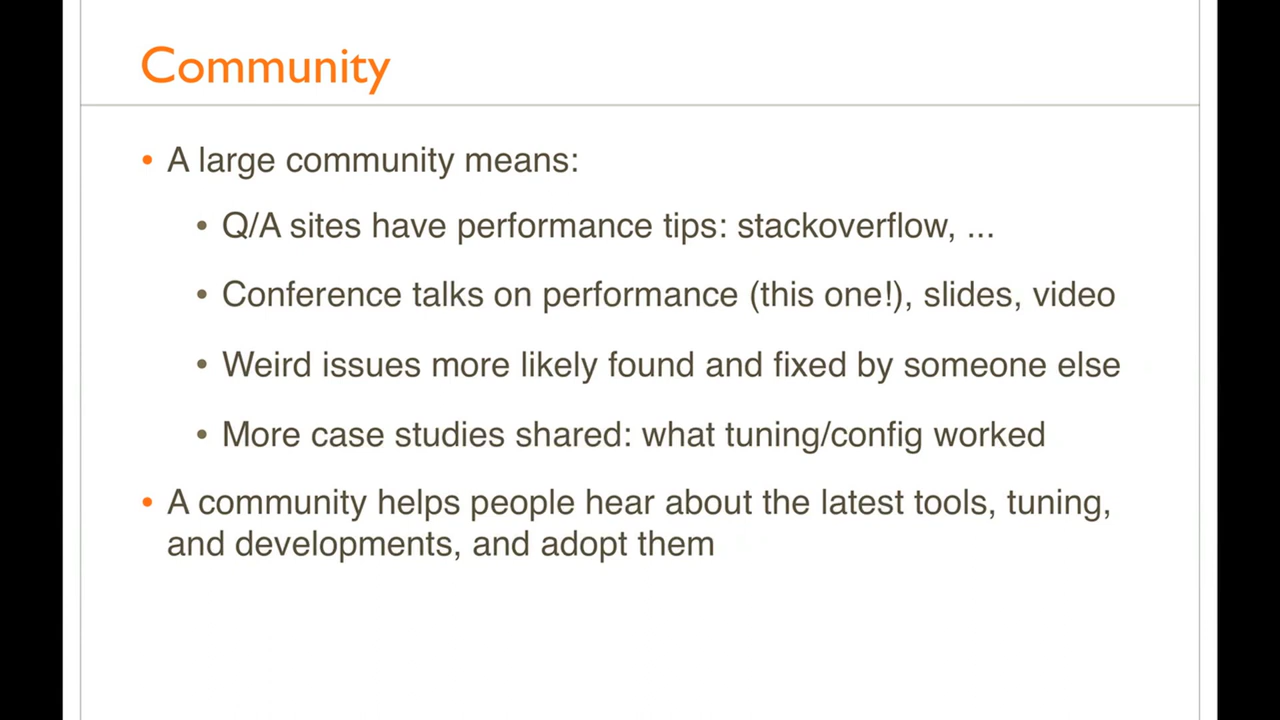 Community
• A large community means:
• Q/A sites have performance tips: stackoverflow, ...
• Conference talks on performance (this one!), slides, video
• Weird issues more likely found and fixed by someone else
• More case studies shared: what tuning/config worked
• A community helps people hear about the latest tools, tuning,
and developments, and adopt them